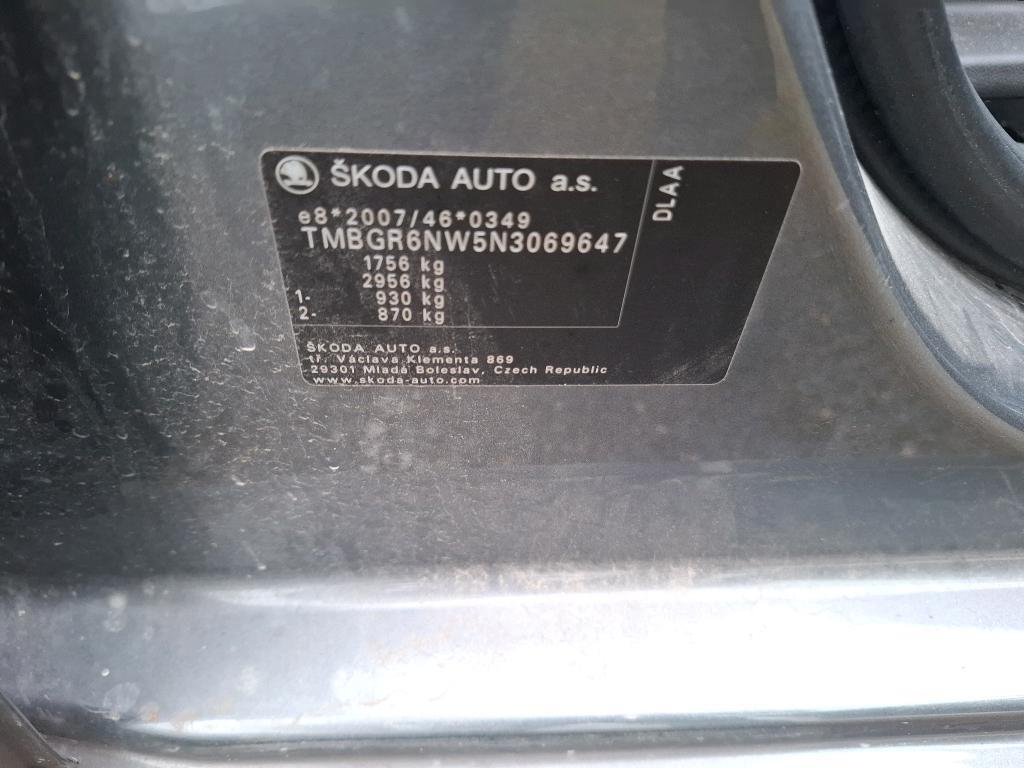 ŠKODA AUTO a.s.
DLAA
e8*2007/46*0349
TMBGR6NW5N3069647
1756 kg
2956 kg
1- 930 kg
2- 870 kg
ŠKODA AUTO a.s.
tř. Václava Klementa 869
29301 Mladá Boleslav, Czech Republic
www.skoda-auto.com